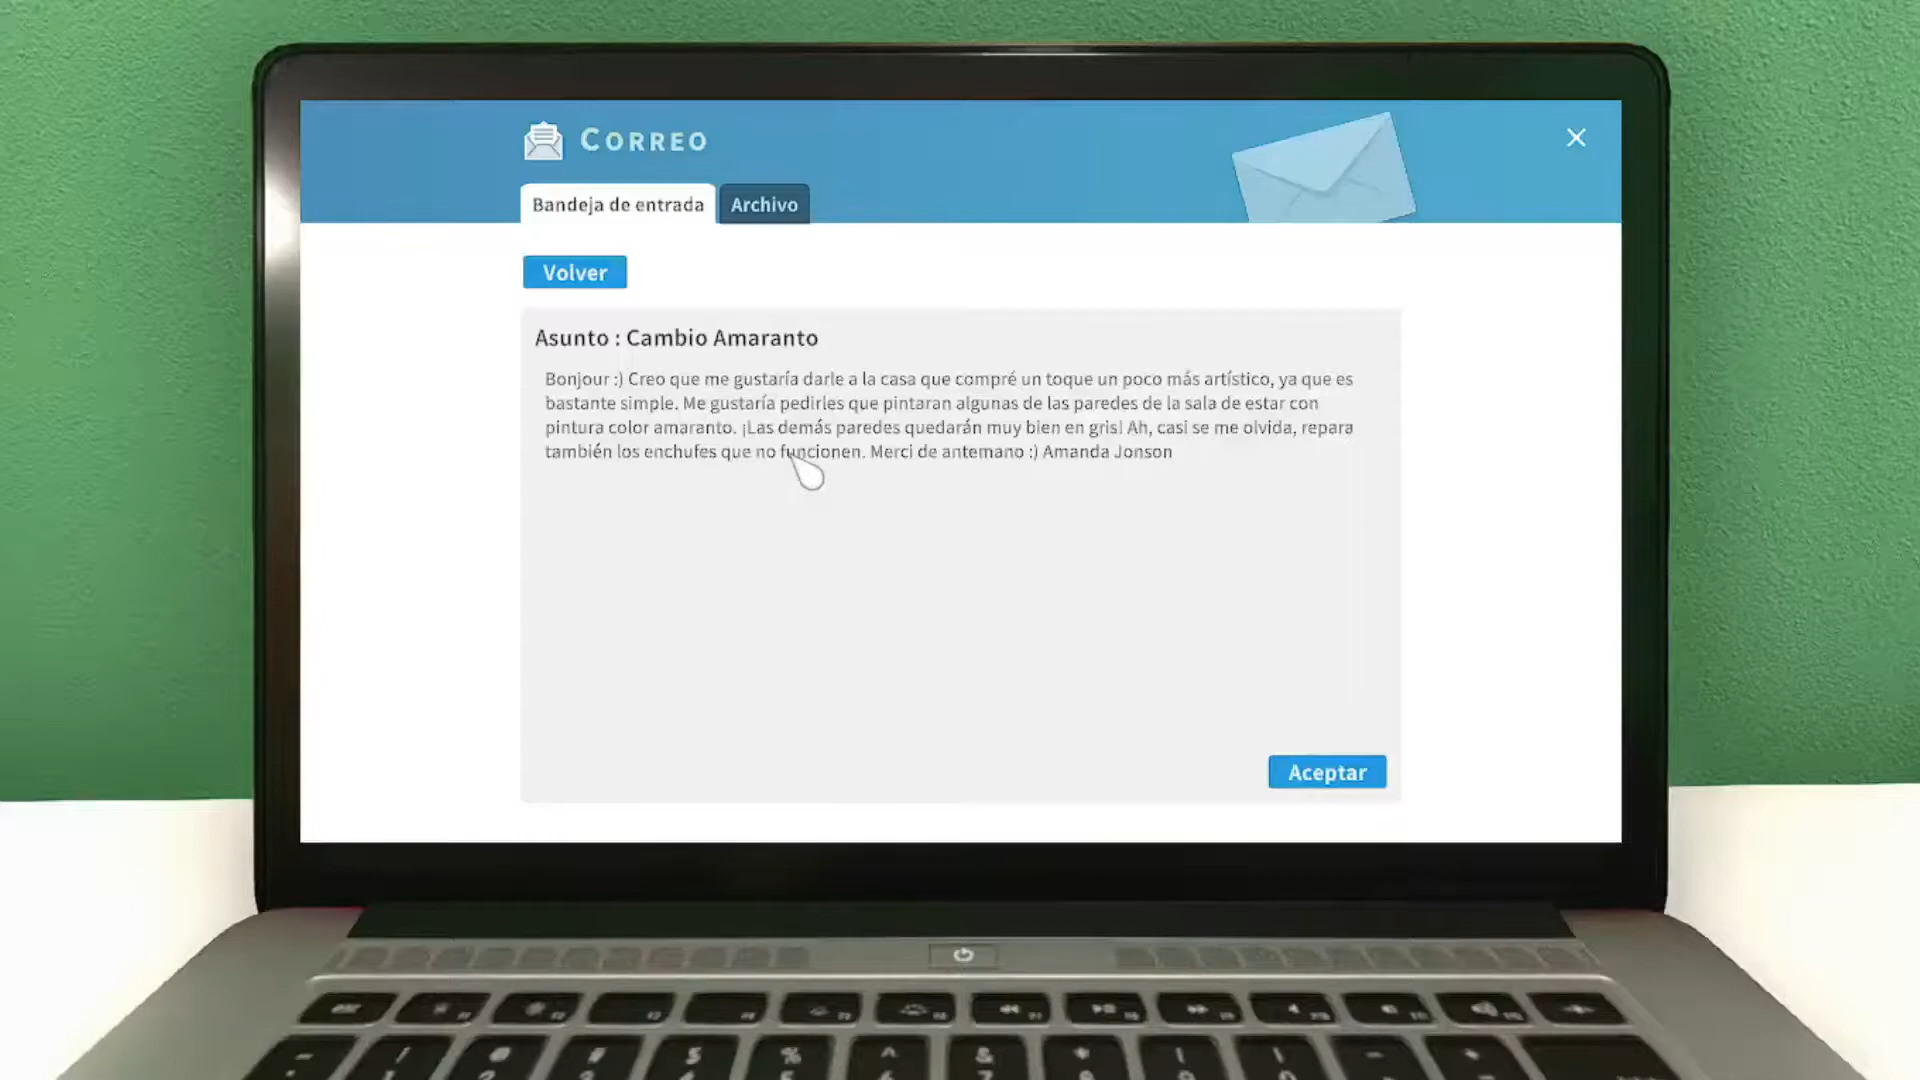 CORREO
Bandeja de entrada
Archivo
Volver
Asunto : Cambio Amaranto
Bonjour :) Creo que me gustaría darle a la casa que compré un toque un poco más artístico, ya que es
bastante simple. Me gustaría pedirles que pintaran algunas de las paredes de la sala de estar con
pintura color amaranto. ¡Las demás paredes quedarán muy bien en gris! Ah, casi se me olvida, repara
también los enchufes que no funcionen. Merci de antemano :) Amanda Jonson
Aceptar